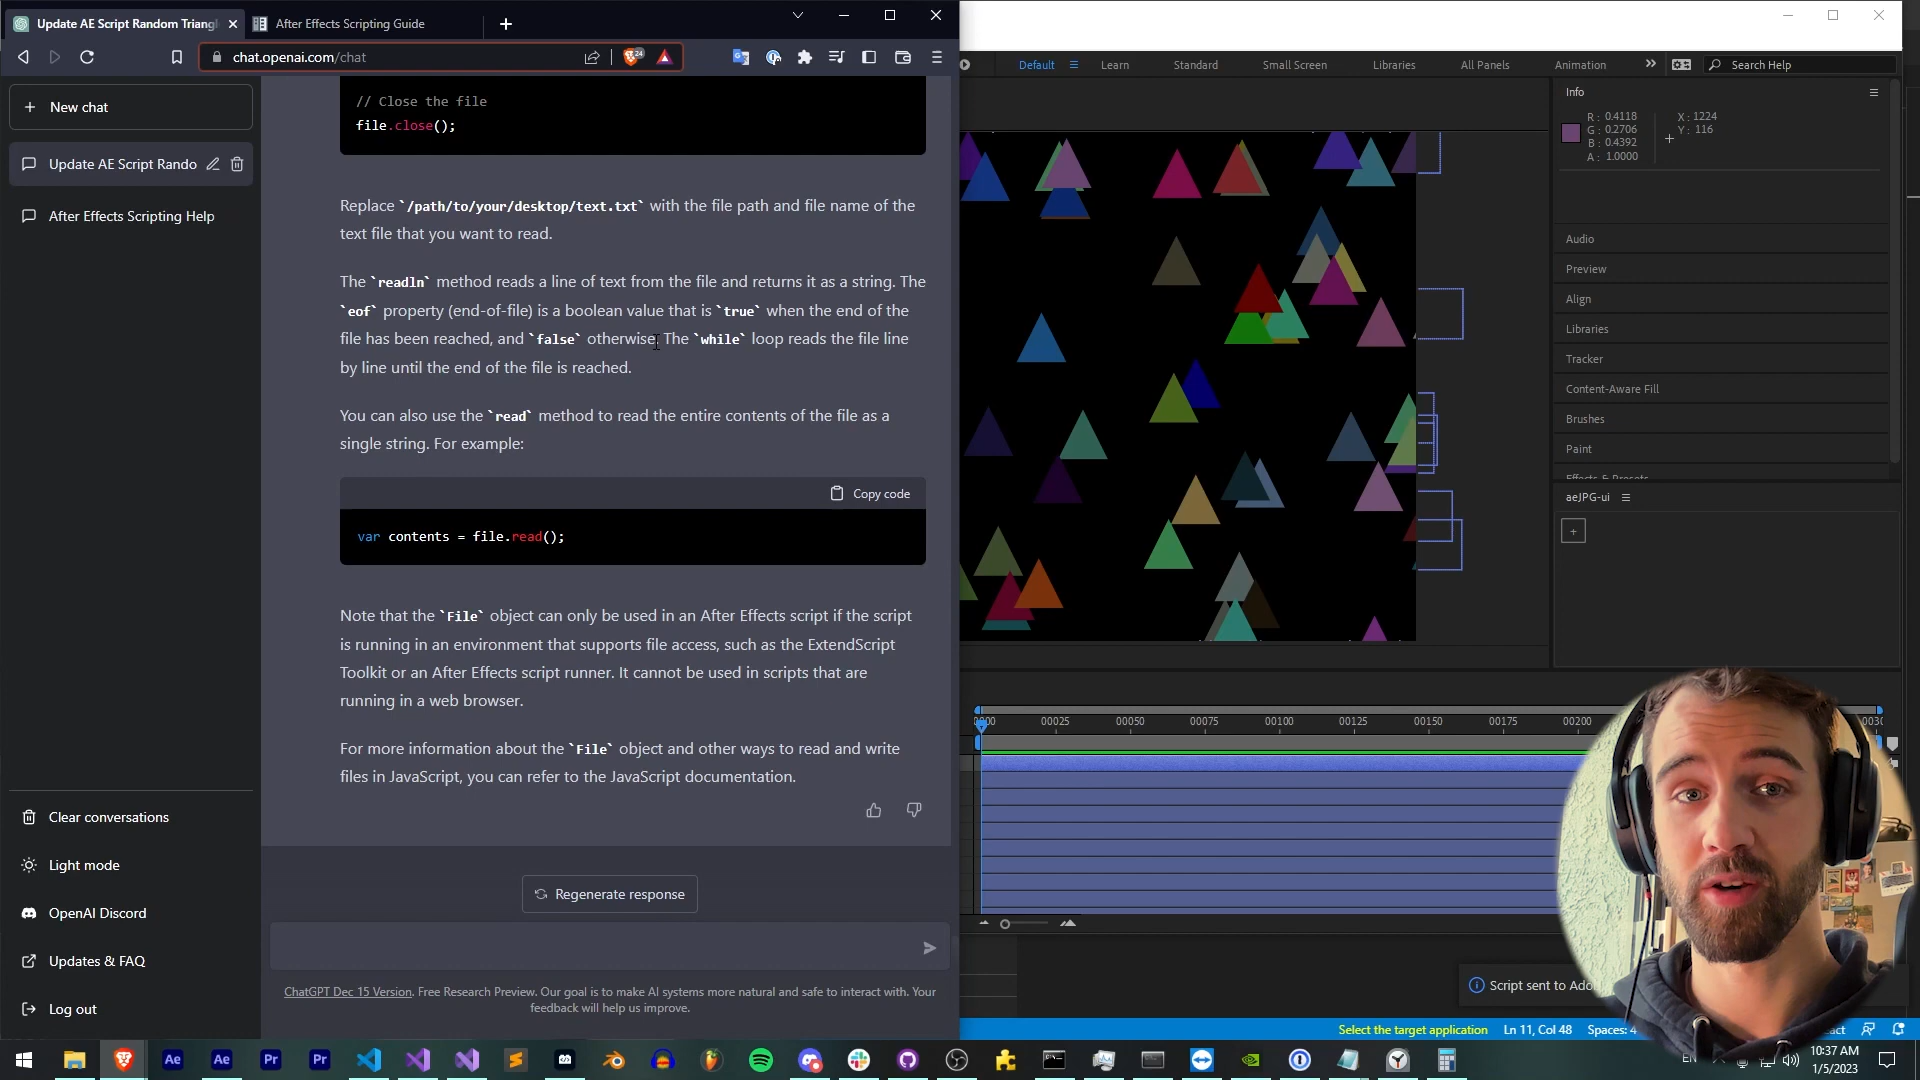 Update AE Script Random Triang
After Effects Scripting Guide
chat.openai.com/chat
24
New chat
Update AE Script Rando
After Effects Scripting Help
Clear conversations
Light mode
OpenAI Discord
Updates & FAQ
Log out
// Close the file
file.close();
Replace `/path/to/your/desktop/text.txt` with the file path and file name of the
text file that you want to read.
The `readln` method reads a line of text from the file and returns it as a string. The
`eof` property (end-of-file) is a boolean value that is `true` when the end of the
file has been reached, and `false` otherwise. The `while` loop reads the file line
by line until the end of the file is reached.
You can also use the `read` method to read the entire contents of the file as a
single string. For example:
Copy code
var contents = file.read();
Note that the `File` object can only be used in an After Effects script if the script
is running in an environment that supports file access, such as the ExtendScript
Toolkit or an After Effects script runner. It cannot be used in scripts that are
running in a web browser.
For more information about the `File` object and other ways to read and write
files in JavaScript, you can refer to the JavaScript documentation.
Regenerate response
ChatGPT Dec 15 Version. Free Research Preview. Our goal is to make AI systems more natural and safe to interact with. Your
feedback will help us improve.
Default
Learn
Standard
Small Screen
Libraries
All Panels
Animation
Search Help
Info
R : 0.4118
G : 0.2706
B : 0.4392
A : 1.0000
X : 1224
Y : 116
Audio
Preview
Align
Libraries
Tracker
Content-Aware Fill
Brushes
Paint
Effects & Presets
aeJPG-ui
00025
00050
00075
00100
00125
00150
00175
00200
Script sent to Ado
Select the target application
Ln 11, Col 48
Spaces: 4
EN
10:37 AM
1/5/2023